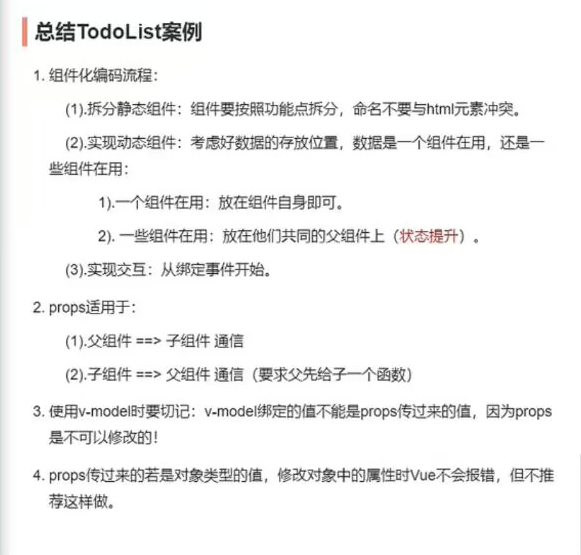 总结TodoList案例
1. 组件化编码流程：
(1).拆分静态组件：组件要按照功能点拆分，命名不要与html元素冲突。
(2).实现动态组件：考虑好数据的存放位置，数据是一个组件在用，还是一
些组件在用：
1).一个组件在用：放在组件自身即可。
2). 一些组件在用：放在他们共同的父组件上（状态提升）。
(3).实现交互：从绑定事件开始。
2. props适用于：
(1).父组件 ==> 子组件 通信
(2).子组件 ==> 父组件 通信（要求父先给子一个函数）
3. 使用v-model时要切记：v-model绑定的值不能是props传过来的值，因为props
是不可以修改的！
4. props传过来的若是对象类型的值，修改对象中的属性时Vue不会报错，但不推
荐这样做。